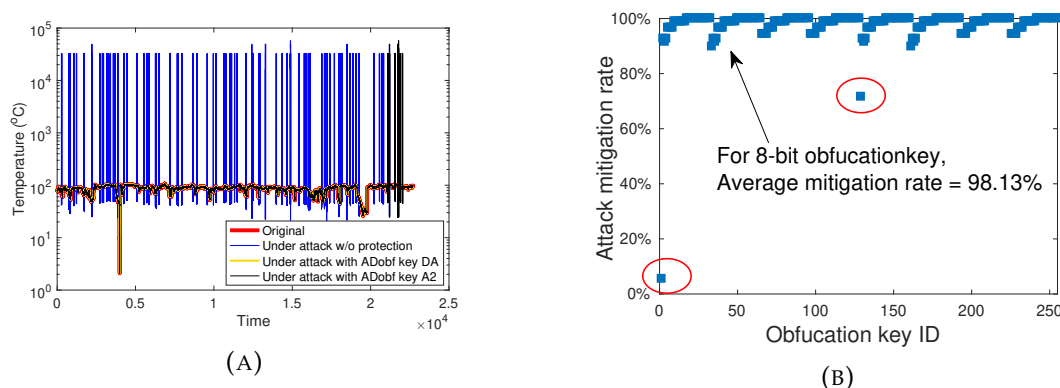 10^5
10^4
10^3
10^2
10^1
10^0
Temperature (°C)
Original
Under attack w/o protection
Under attack with ADobf key DA
Under attack with ADobf key A2
0 0.5 1 1.5 2 2.5
Time
×10^4
(A)
100%
80%
60%
40%
20%
0%
Attack mitigation rate
For 8-bit obfucationkey,
Average mitigation rate = 98.13%
0 50 100 150 200 250
Obfucation key ID
(B)